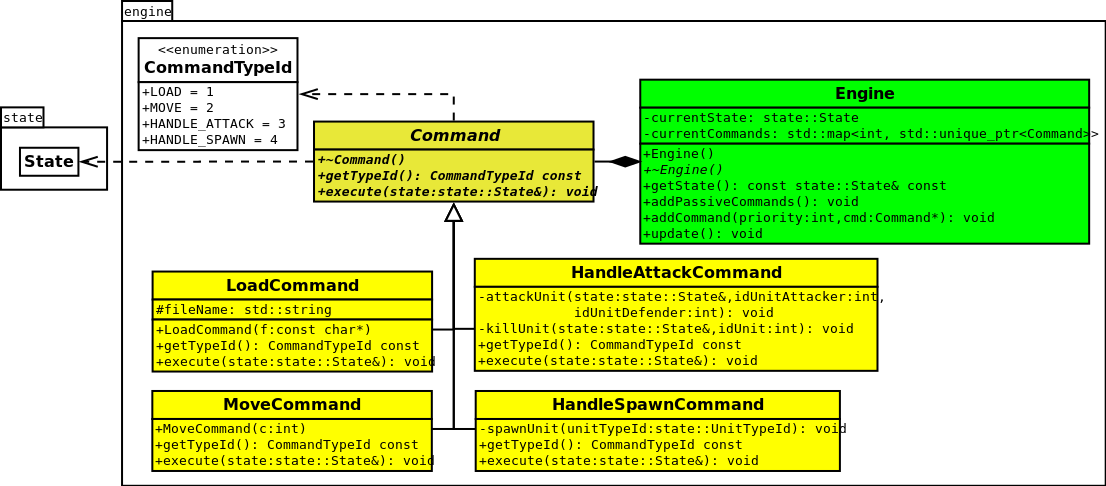 engine
<<enumeration>>
CommandTypeId
+LOAD = 1
+MOVE = 2
+HANDLE_ATTACK = 3
+HANDLE_SPAWN = 4
state
State
Command
+~Command()
+getTypeId(): CommandTypeId const
+execute(state:state::State&): void
Engine
-currentState: state::State
-currentCommands: std::map<int, std::unique_ptr<Command>>
+Engine()
+~Engine()
+getState(): const state::State& const
+addPassiveCommands(): void
+addCommand(priority:int,cmd:Command*): void
+update(): void
LoadCommand
#fileName: std::string
+LoadCommand(f:const char*)
+getTypeId(): CommandTypeId const
+execute(state:state::State&): void
HandleAttackCommand
-attackUnit(state:state::State&,idUnitAttacker:int,
idUnitDefender:int): void
-killUnit(state:state::State&,idUnit:int): void
+getTypeId(): CommandTypeId const
+execute(state:state::State&): void
MoveCommand
+MoveCommand(c:int)
+getTypeId(): CommandTypeId const
+execute(state:state::State&): void
HandleSpawnCommand
-spawnUnit(unitTypeId:state::UnitTypeId): void
+getTypeId(): CommandTypeId const
+execute(state:state::State&): void